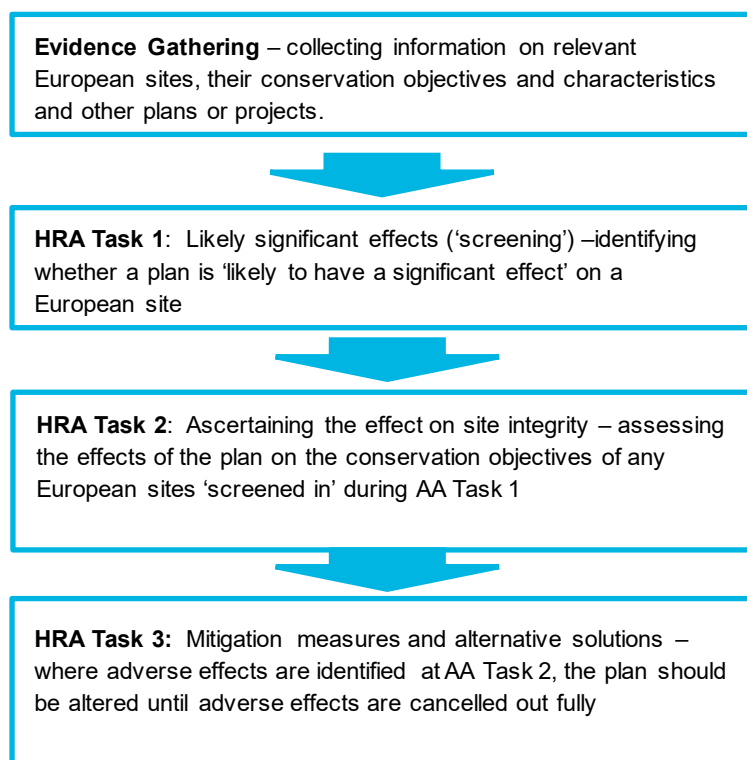 Evidence Gathering – collecting information on relevant
European sites, their conservation objectives and characteristics
and other plans or projects.
HRA Task 1: Likely significant effects (‘screening’) –identifying
whether a plan is ‘likely to have a significant effect’ on a
European site
HRA Task 2: Ascertaining the effect on site integrity – assessing
the effects of the plan on the conservation objectives of any
European sites ‘screened in’ during AA Task 1
HRA Task 3: Mitigation measures and alternative solutions –
where adverse effects are identified at AA Task 2, the plan should
be altered until adverse effects are cancelled out fully